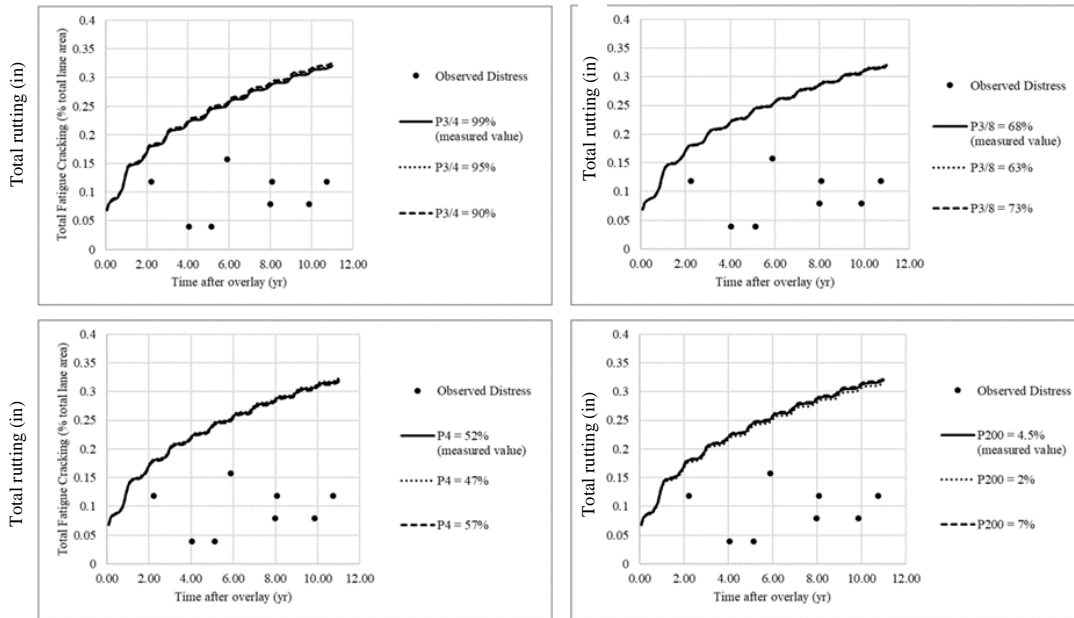 Total rutting (in)
Total Fatigue Cracking (% total lane area)
0.4
0.35
0.3
0.25
0.2
0.15
0.1
0.05
0
0.00 2.00 4.00 6.00 8.00 10.00 12.00
Time after overlay (yr)
Observed Distress
P3/4 = 99%
(measured value)
P3/4 = 95%
P3/4 = 90%
Total rutting (in)
0.4
0.35
0.3
0.25
0.2
0.15
0.1
0.05
0
0.00 2.00 4.00 6.00 8.00 10.00 12.00
Time after overlay (yr)
Observed Distress
P3/8 = 68%
(measured value)
P3/8 = 63%
P3/8 = 73%
Total rutting (in)
Total Fatigue Cracking (% total lane area)
0.4
0.35
0.3
0.25
0.2
0.15
0.1
0.05
0
0.00 2.00 4.00 6.00 8.00 10.00 12.00
Time after overlay (yr)
Observed Distress
P4 = 52%
(measured value)
P4 = 47%
P4 = 57%
Total rutting (in)
0.4
0.35
0.3
0.25
0.2
0.15
0.1
0.05
0
0.00 2.00 4.00 6.00 8.00 10.00 12.00
Time after overlay (yr)
Observed Distress
P200 = 4.5%
(measured value)
P200 = 2%
P200 = 7%